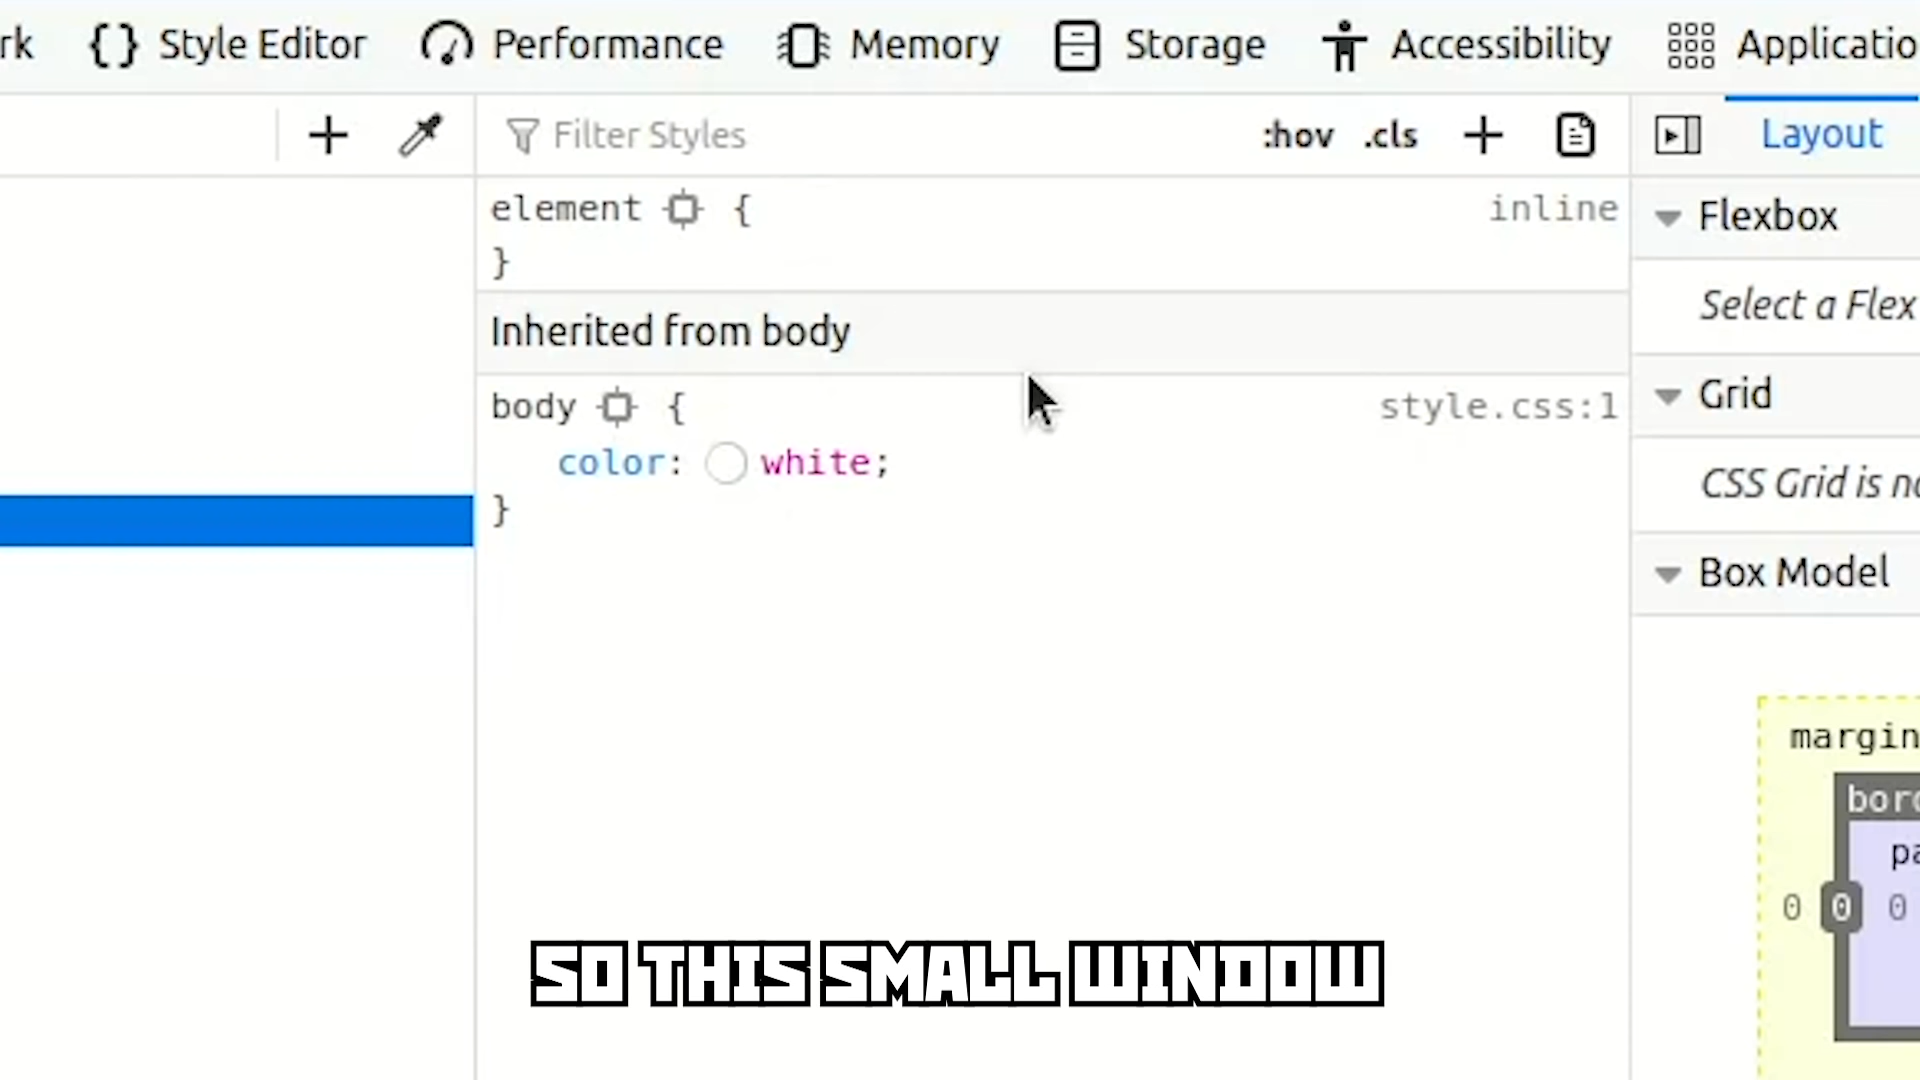 rk {} Style Editor Performance Memory Storage Accessibility Applicatio
+ Filter Styles :hov .cls + Layout
element { inline
}
Inherited from body
body { style.css:1
color: white;
}
Flexbox
Select a Flex
Grid
CSS Grid is no
Box Model
margin
bord
pa
0 0 0
SO THIS SMALL WINDOW